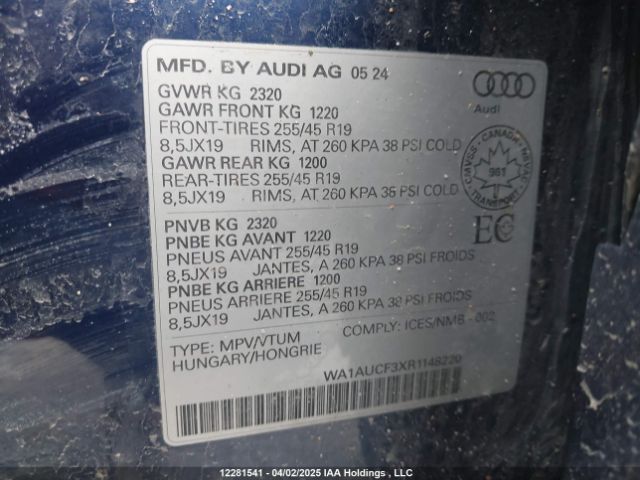 MFD. BY AUDI AG 05 24
GVWR KG 2320
GAWR FRONT KG 1220
FRONT-TIRES 255/45 R19
8,5JX19 RIMS, AT 260 KPA 38 PSI COLD
GAWR REAR KG 1200
REAR-TIRES 255/45 R19
8,5JX19 RIMS, AT 260 KPA 38 PSI COLD
PNVB KG 2320
PNBE KG AVANT 1220
PNEUS AVANT 255/45 R19
8,5JX19 JANTES, A 260 KPA 38 PSI FROIDS
PNBE KG ARRIERE 1200
PNEUS ARRIERE 255/45 R19
8,5JX19 JANTES, A 260 KPA 38 PSI FROIDS
TYPE: MPV/VTUM COMPLY: ICES/NMB - 002
HUNGARY/HONGRIE
WA1AUCF3XR1148220
Audi
CMVSS - CANADA - NSVAC
961
TRANSPORT
EC
12281541 - 04/02/2025 IAA Holdings , LLC